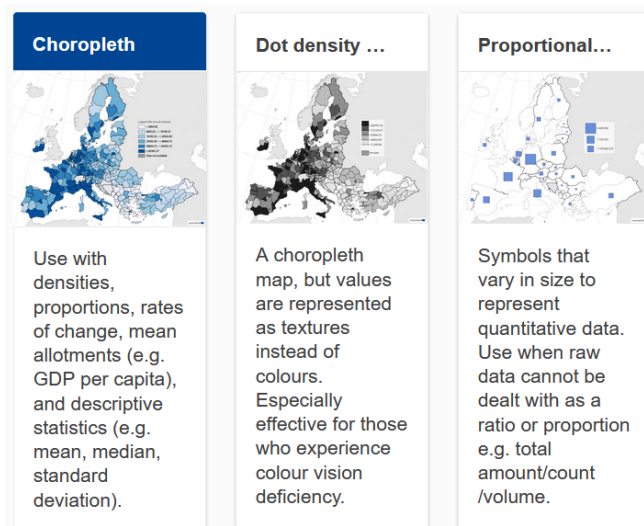 Choropleth
Use with
densities,
proportions, rates
of change, mean
allotments (e.g.
GDP per capita),
and descriptive
statistics (e.g.
mean, median,
standard
deviation).
Dot density ...
A choropleth
map, but values
are represented
as textures
instead of
colours.
Especially
effective for those
who experience
colour vision
deficiency.
Proportional...
Symbols that
vary in size to
represent
quantitative data.
Use when raw
data cannot be
dealt with as a
ratio or proportion
e.g. total
amount/count
/volume.